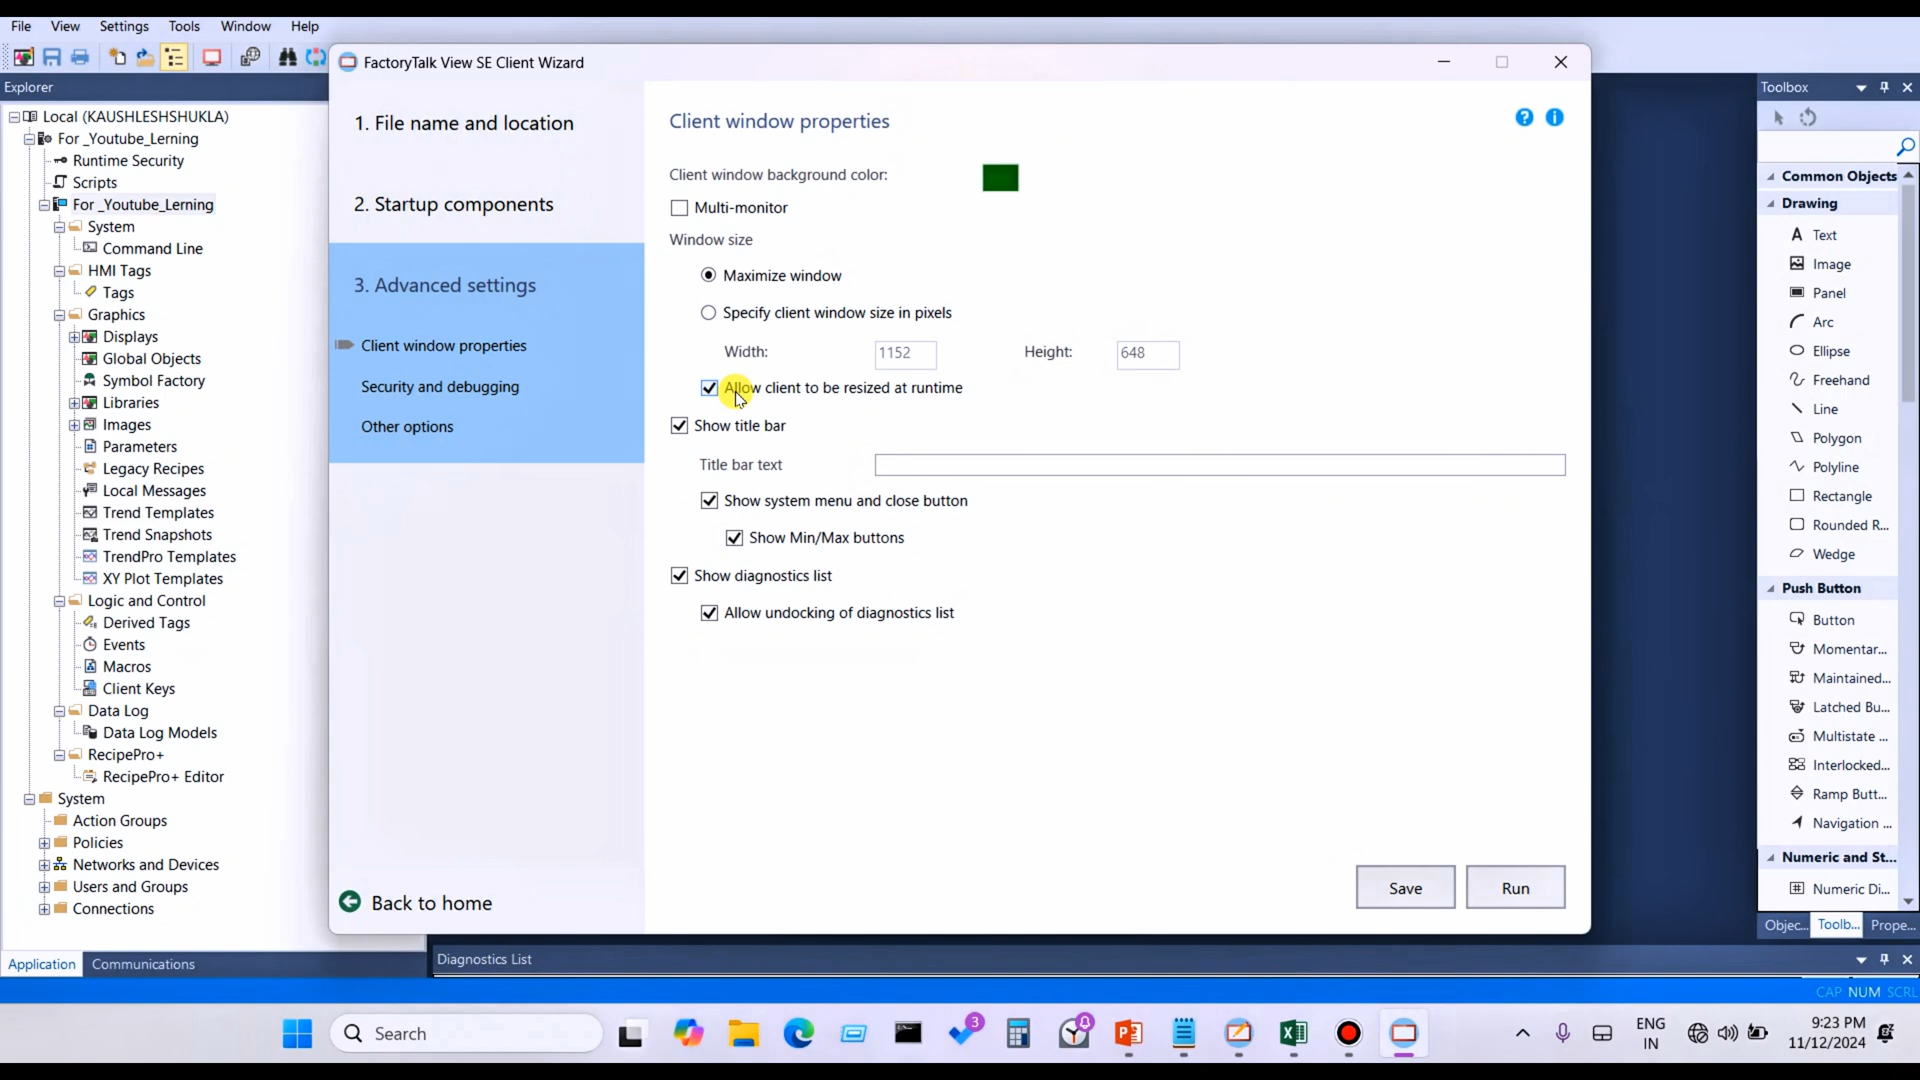 File View Settings Tools Window Help
Explorer
Local (KAUSHLESHSHUKLA)
For _Youtube_Lerning
Runtime Security
Scripts
For _Youtube_Lerning
System
Command Line
HMI Tags
Tags
Graphics
Displays
Global Objects
Symbol Factory
Libraries
Images
Parameters
Legacy Recipes
Local Messages
Trend Templates
Trend Snapshots
TrendPro Templates
XY Plot Templates
Logic and Control
Derived Tags
Events
Macros
Client Keys
Data Log
Data Log Models
RecipePro+
RecipePro+ Editor
System
Action Groups
Policies
Networks and Devices
Users and Groups
Connections
Application Communications
FactoryTalk View SE Client Wizard
1. File name and location
2. Startup components
3. Advanced settings
Client window properties
Security and debugging
Other options
Back to home
Client window properties
Client window background color:
Multi-monitor
Window size
Maximize window
Specify client window size in pixels
Width: 1152 Height: 648
Allow client to be resized at runtime
Show title bar
Title bar text
Show system menu and close button
Show Min/Max buttons
Show diagnostics list
Allow undocking of diagnostics list
Save Run
Diagnostics List
Toolbox
Common Objects
Drawing
Text
Image
Panel
Arc
Ellipse
Freehand
Line
Polygon
Polyline
Rectangle
Rounded R...
Wedge
Push Button
Button
Momentar...
Maintained...
Latched Bu...
Multistate ...
Interlocked...
Ramp Butt...
Navigation ...
Numeric and St...
Numeric Di...
Objec... Toolb... Prope...
CAP NUM SCRL
Search
3
ENG
IN
9:23 PM
11/12/2024